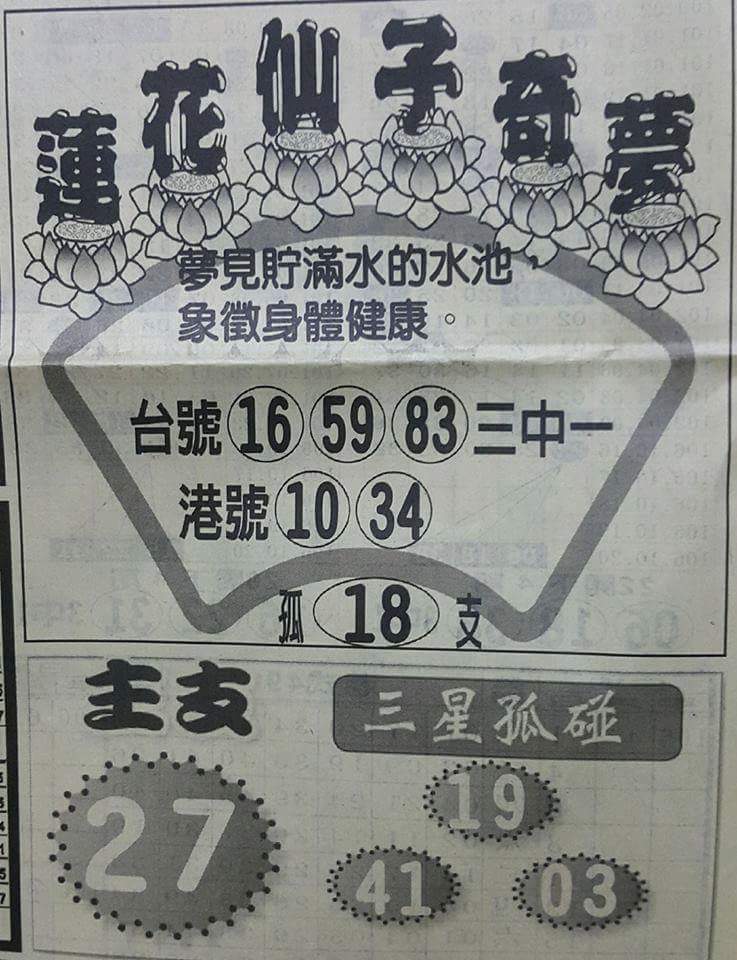 蓮花仙子奇夢
夢見貯滿水的水池，
象徵身體健康。
台號 16 59 83 三中一
港號 10 34
孤 18 支
主支
27
三星孤碰
19
41 03